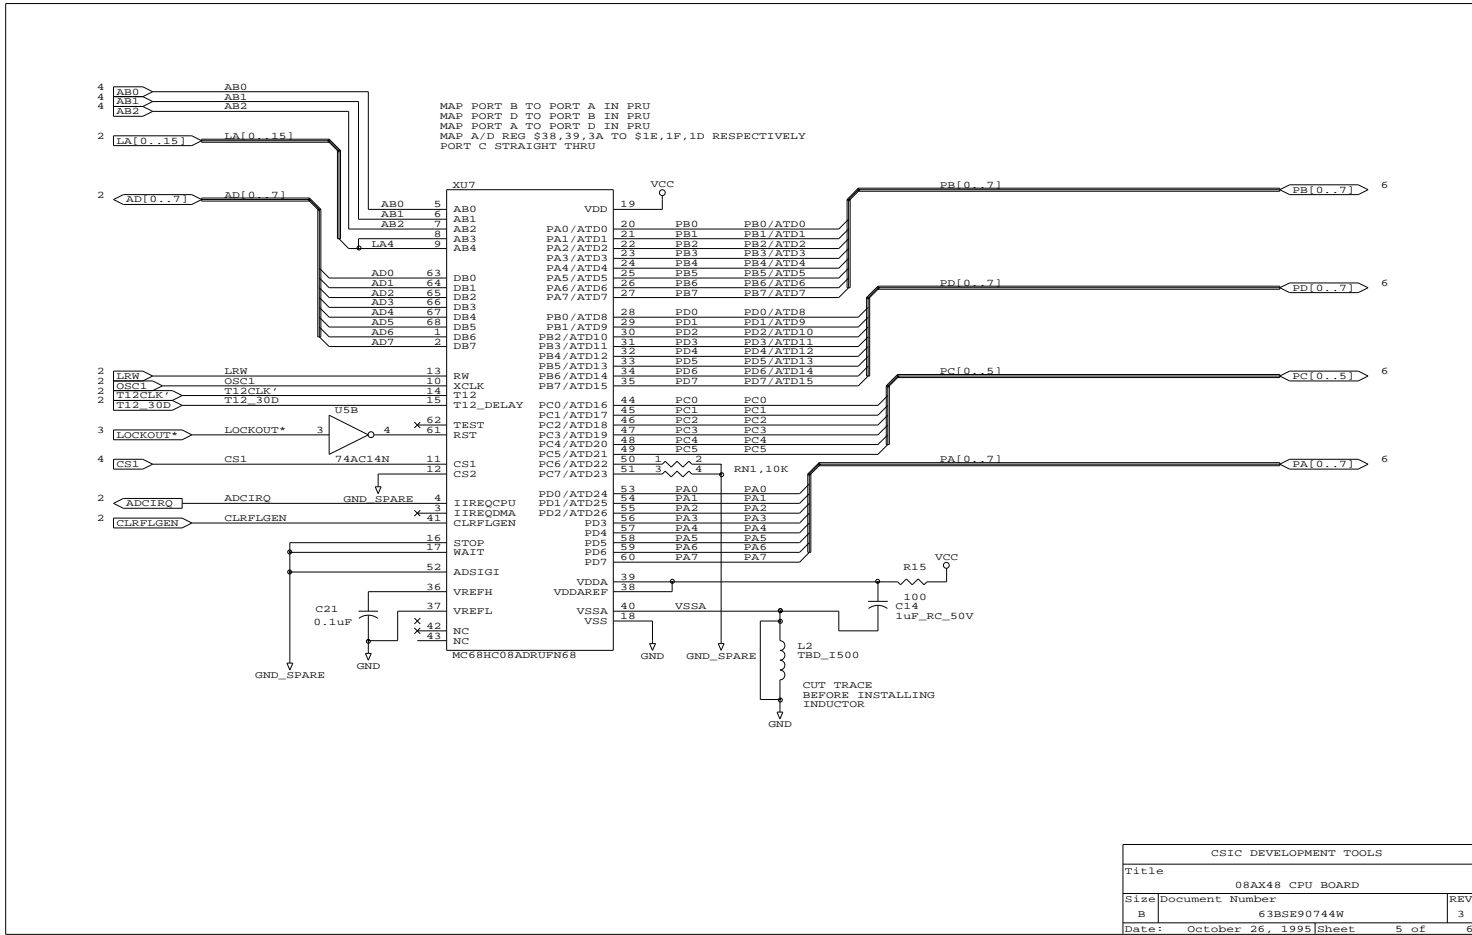 4 AB0 AB0
4 AB1 AB1
4 AB2 AB2
2 LA[0..15] LA[0..15]
2 AD[0..7] AD[0..7]
MAP PORT B TO PORT A IN PRU
MAP PORT D TO PORT B IN PRU
MAP PORT A TO PORT D IN PRU
MAP A/D REG $38,39,3A TO $1E,1F,1D RESPECTIVELY
PORT C STRAIGHT THRU
XU7
AB0 5 AB0
AB1 6 AB1
AB2 7 AB2
8 AB3
LA4 9 AB4
AD0 63 DB0
AD1 64 DB1
AD2 65 DB2
AD3 66 DB3
AD4 67 DB4
AD5 68 DB5
AD6 1 DB6
AD7 2 DB7
2 LRW LRW 13 RW
2 OSC1 OSC1 10 XCLK
2 T12CLK' T12CLK' 14 T12
2 T12_30D T12_30D 15 T12_DELAY
U5B
62 TEST
3 LOCKOUT* LOCKOUT* 3 4 61 RST
74AC14N
4 CS1 CS1 11 CS1
12 CS2
GND_SPARE
2 ADCIRQ ADCIRQ 4 IIREQCPU
3 IIREQDMA
2 CLRFLGEN CLRFLGEN 41 CLRFLGEN
16 STOP
17 WAIT
52 ADSIGI
36 VREFH
37 VREFL
C21
0.1uF
42 NC
43 NC
GND
GND_SPARE
MC68HC08ADRUFN68
VCC
VDD 19
PA0/ATD0 20 PB0 PB0/ATD0
PA1/ATD1 21 PB1 PB1/ATD1
PA2/ATD2 22 PB2 PB2/ATD2
PA3/ATD3 23 PB3 PB3/ATD3
PA4/ATD4 24 PB4 PB4/ATD4
PA5/ATD5 25 PB5 PB5/ATD5
PA6/ATD6 26 PB6 PB6/ATD6
PA7/ATD7 27 PB7 PB7/ATD7
PB0/ATD8 28 PD0 PD0/ATD8
PB1/ATD9 29 PD1 PD1/ATD9
PB2/ATD10 30 PD2 PD2/ATD10
PB3/ATD11 31 PD3 PD3/ATD11
PB4/ATD12 32 PD4 PD4/ATD12
PB5/ATD13 33 PD5 PD5/ATD13
PB6/ATD14 34 PD6 PD6/ATD14
PB7/ATD15 35 PD7 PD7/ATD15
PC0/ATD16 44 PC0 PC0
PC1/ATD17 45 PC1 PC1
PC2/ATD18 46 PC2 PC2
PC3/ATD19 47 PC3 PC3
PC4/ATD20 48 PC4 PC4
PC5/ATD21 49 PC5 PC5
PC6/ATD22 50 1 2
PC7/ATD23 51 3 4 RN1,10K
PD0/ATD24 53 PA0 PA0
PD1/ATD25 54 PA1 PA1
PD2/ATD26 55 PA2 PA2
PD3 56 PA3 PA3
PD4 57 PA4 PA4
PD5 58 PA5 PA5
PD6 59 PA6 PA6
PD7 60 PA7 PA7
VDDA 39
VDDAREF 38
VSSA 40 VSSA
VSS 18
GND
GND_SPARE
R15
100
VCC
C14
1uF_RC_50V
L2
TBD_I500
CUT TRACE
BEFORE INSTALLING
INDUCTOR
GND
PB[0..7] PB[0..7] 6
PD[0..7] PD[0..7] 6
PC[0..5] PC[0..5] 6
PA[0..7] PA[0..7] 6
CSIC DEVELOPMENT TOOLS
Title
08AX48 CPU BOARD
Size Document Number REV
B 63BSE90744W 3
Date: October 26, 1995 Sheet 5 of 6